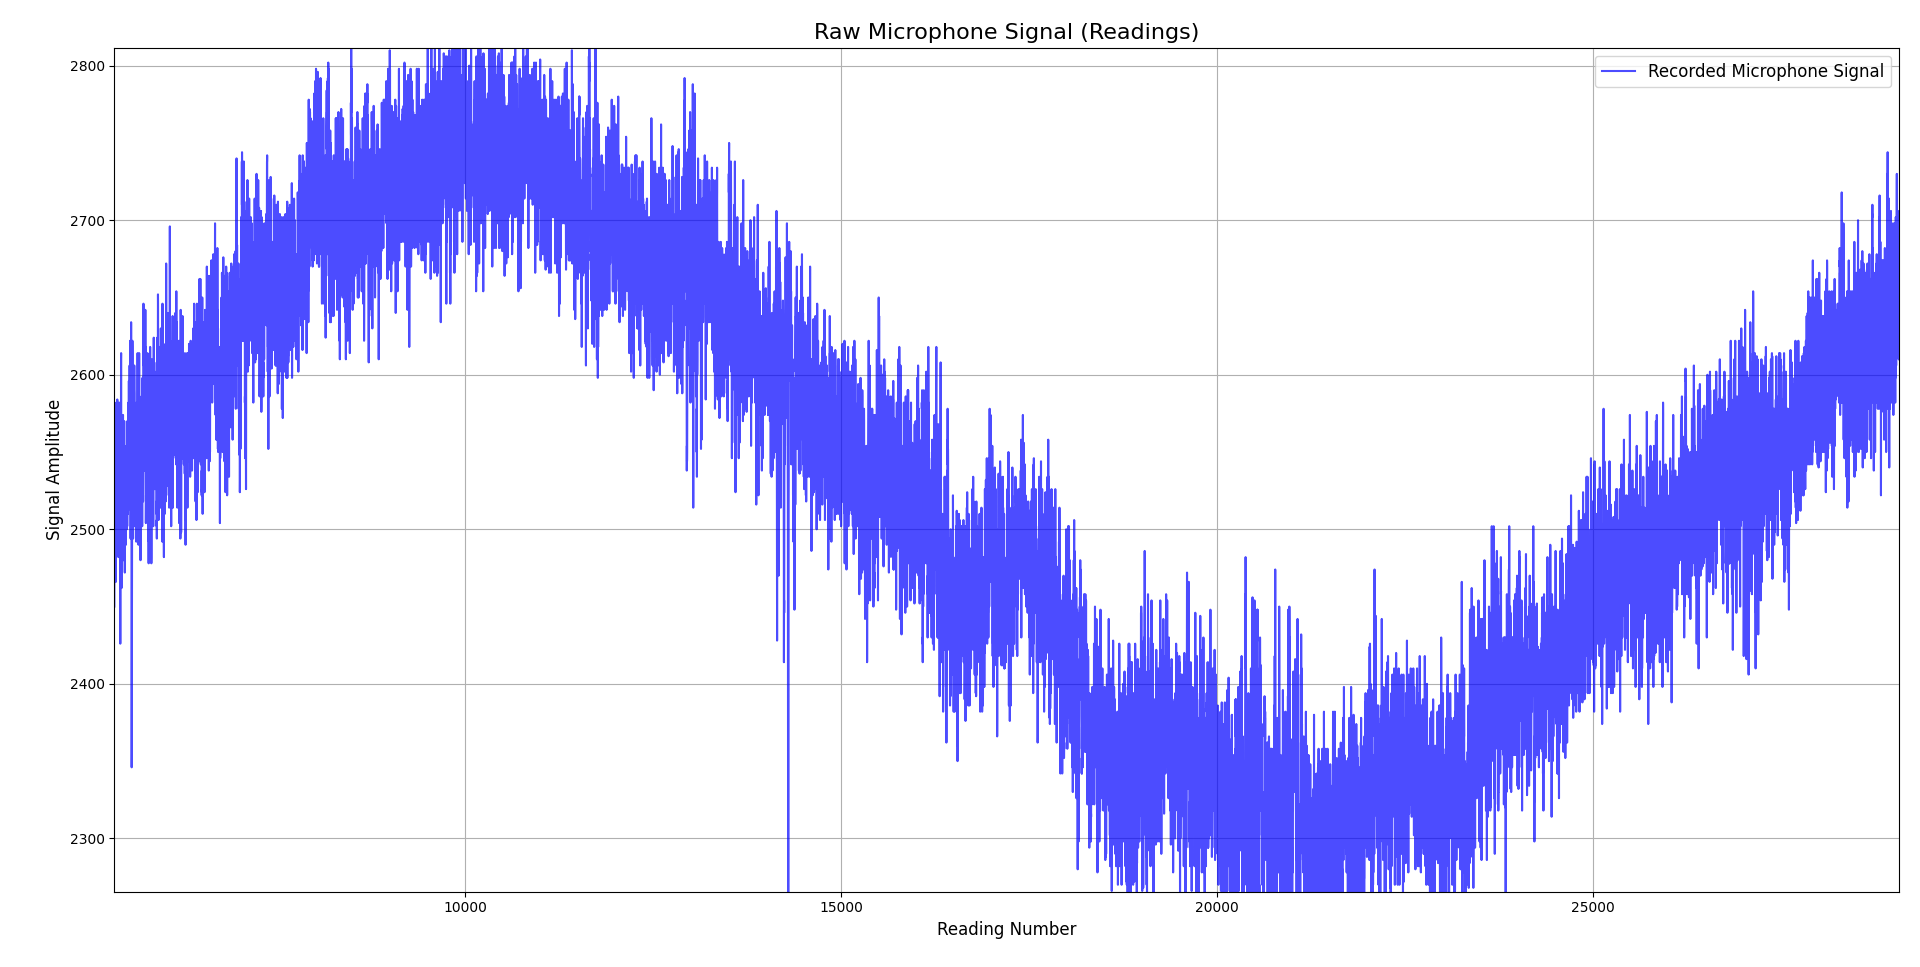 Raw Microphone Signal (Readings)
Recorded Microphone Signal
2800
2700
2600
2500
2400
2300
Signal Amplitude
10000
15000
20000
25000
Reading Number